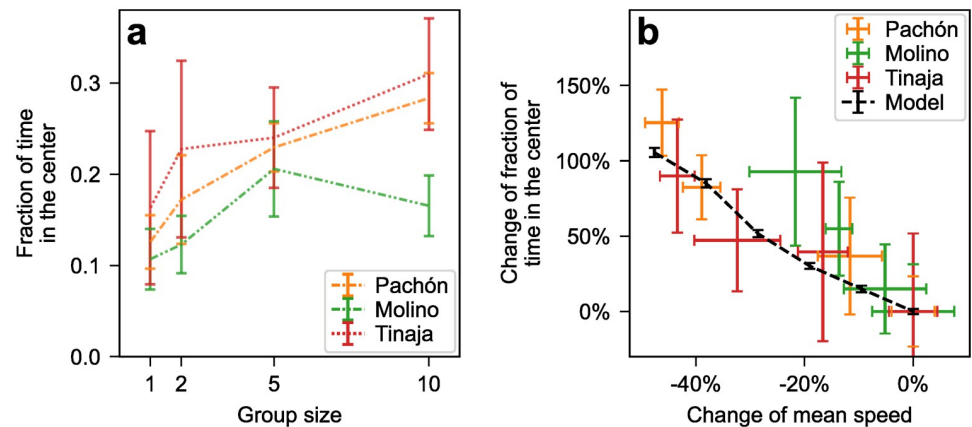 a
Fraction of time
in the center
0.3
0.2
0.1
0.0
1 2 5 10
Group size
Pachón
Molino
Tinaja
b
Change of fraction of
time in the center
150%
100%
50%
0%
-40% -20% 0%
Change of mean speed
Pachón
Molino
Tinaja
Model